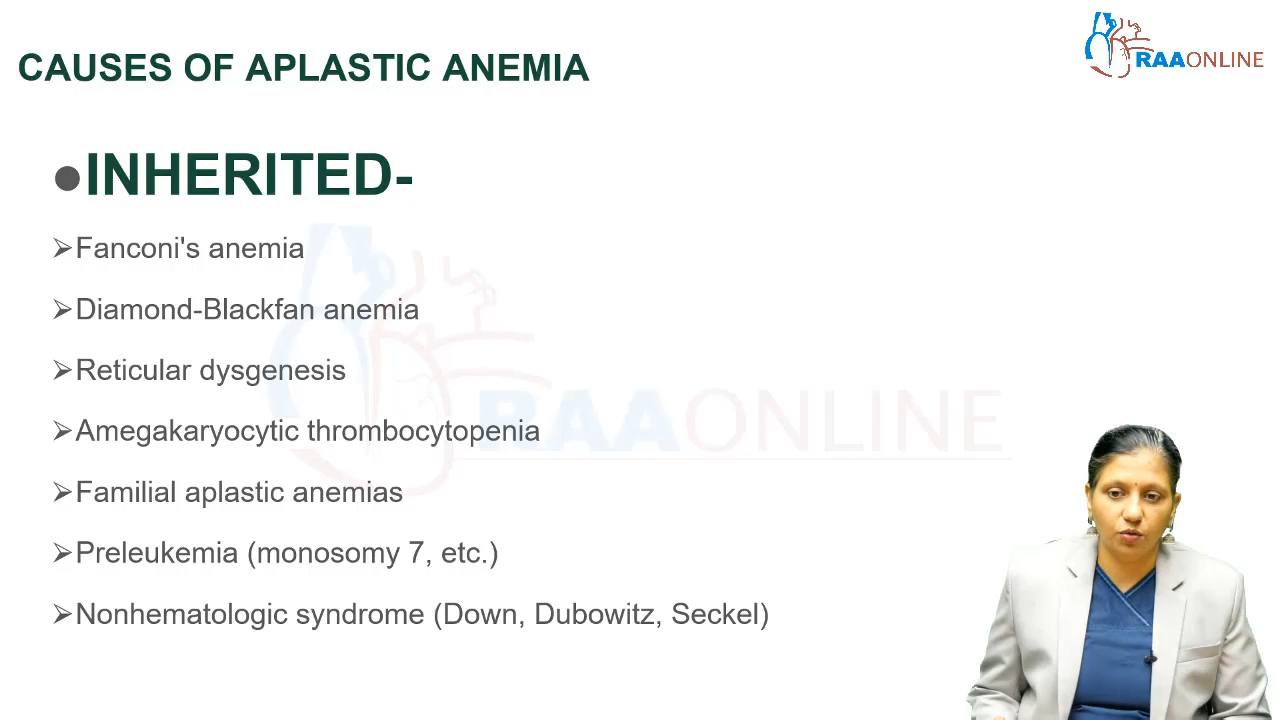 CAUSES OF APLASTIC ANEMIA
RAAONLINE
●INHERITED-
➢Fanconi's anemia
➢Diamond-Blackfan anemia
➢Reticular dysgenesis
➢Amegakaryocytic thrombocytopenia
➢Familial aplastic anemias
➢Preleukemia (monosomy 7, etc.)
➢Nonhematologic syndrome (Down, Dubowitz, Seckel)
RAAONLINE